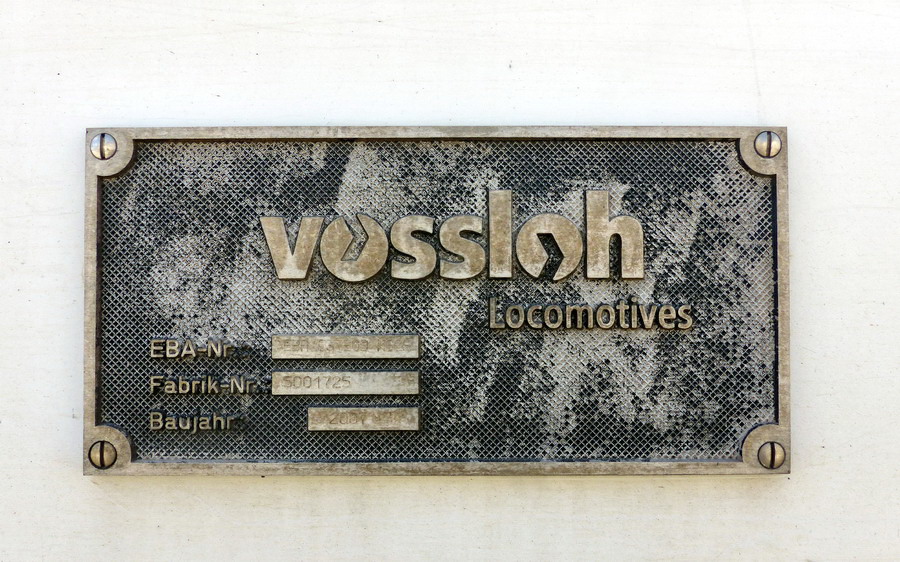 vossloh
Locomotives
EBA-Nr.
Fabrik-Nr. 5001725
Baujahr